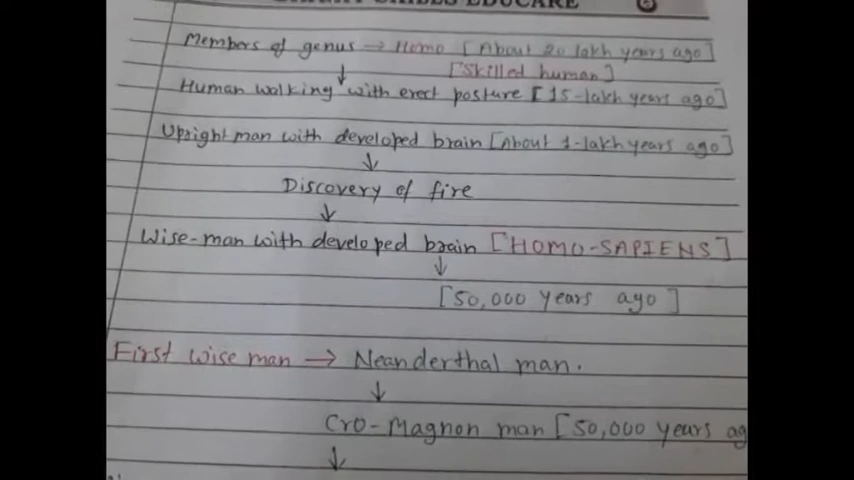 Members of genus → Homo [About 20 lakh years ago]
[Skilled human]
↓
Human walking with erect posture [15-lakh years ago]
Upright man with developed brain [About 1-lakh years ago]
↓
Discovery of fire
↓
Wise-man with developed brain [HOMO-SAPIENS]
↓
[50,000 years ago]
First wise man → Neanderthal man.
↓
Cro-Magnon man [50,000 years ag
↓